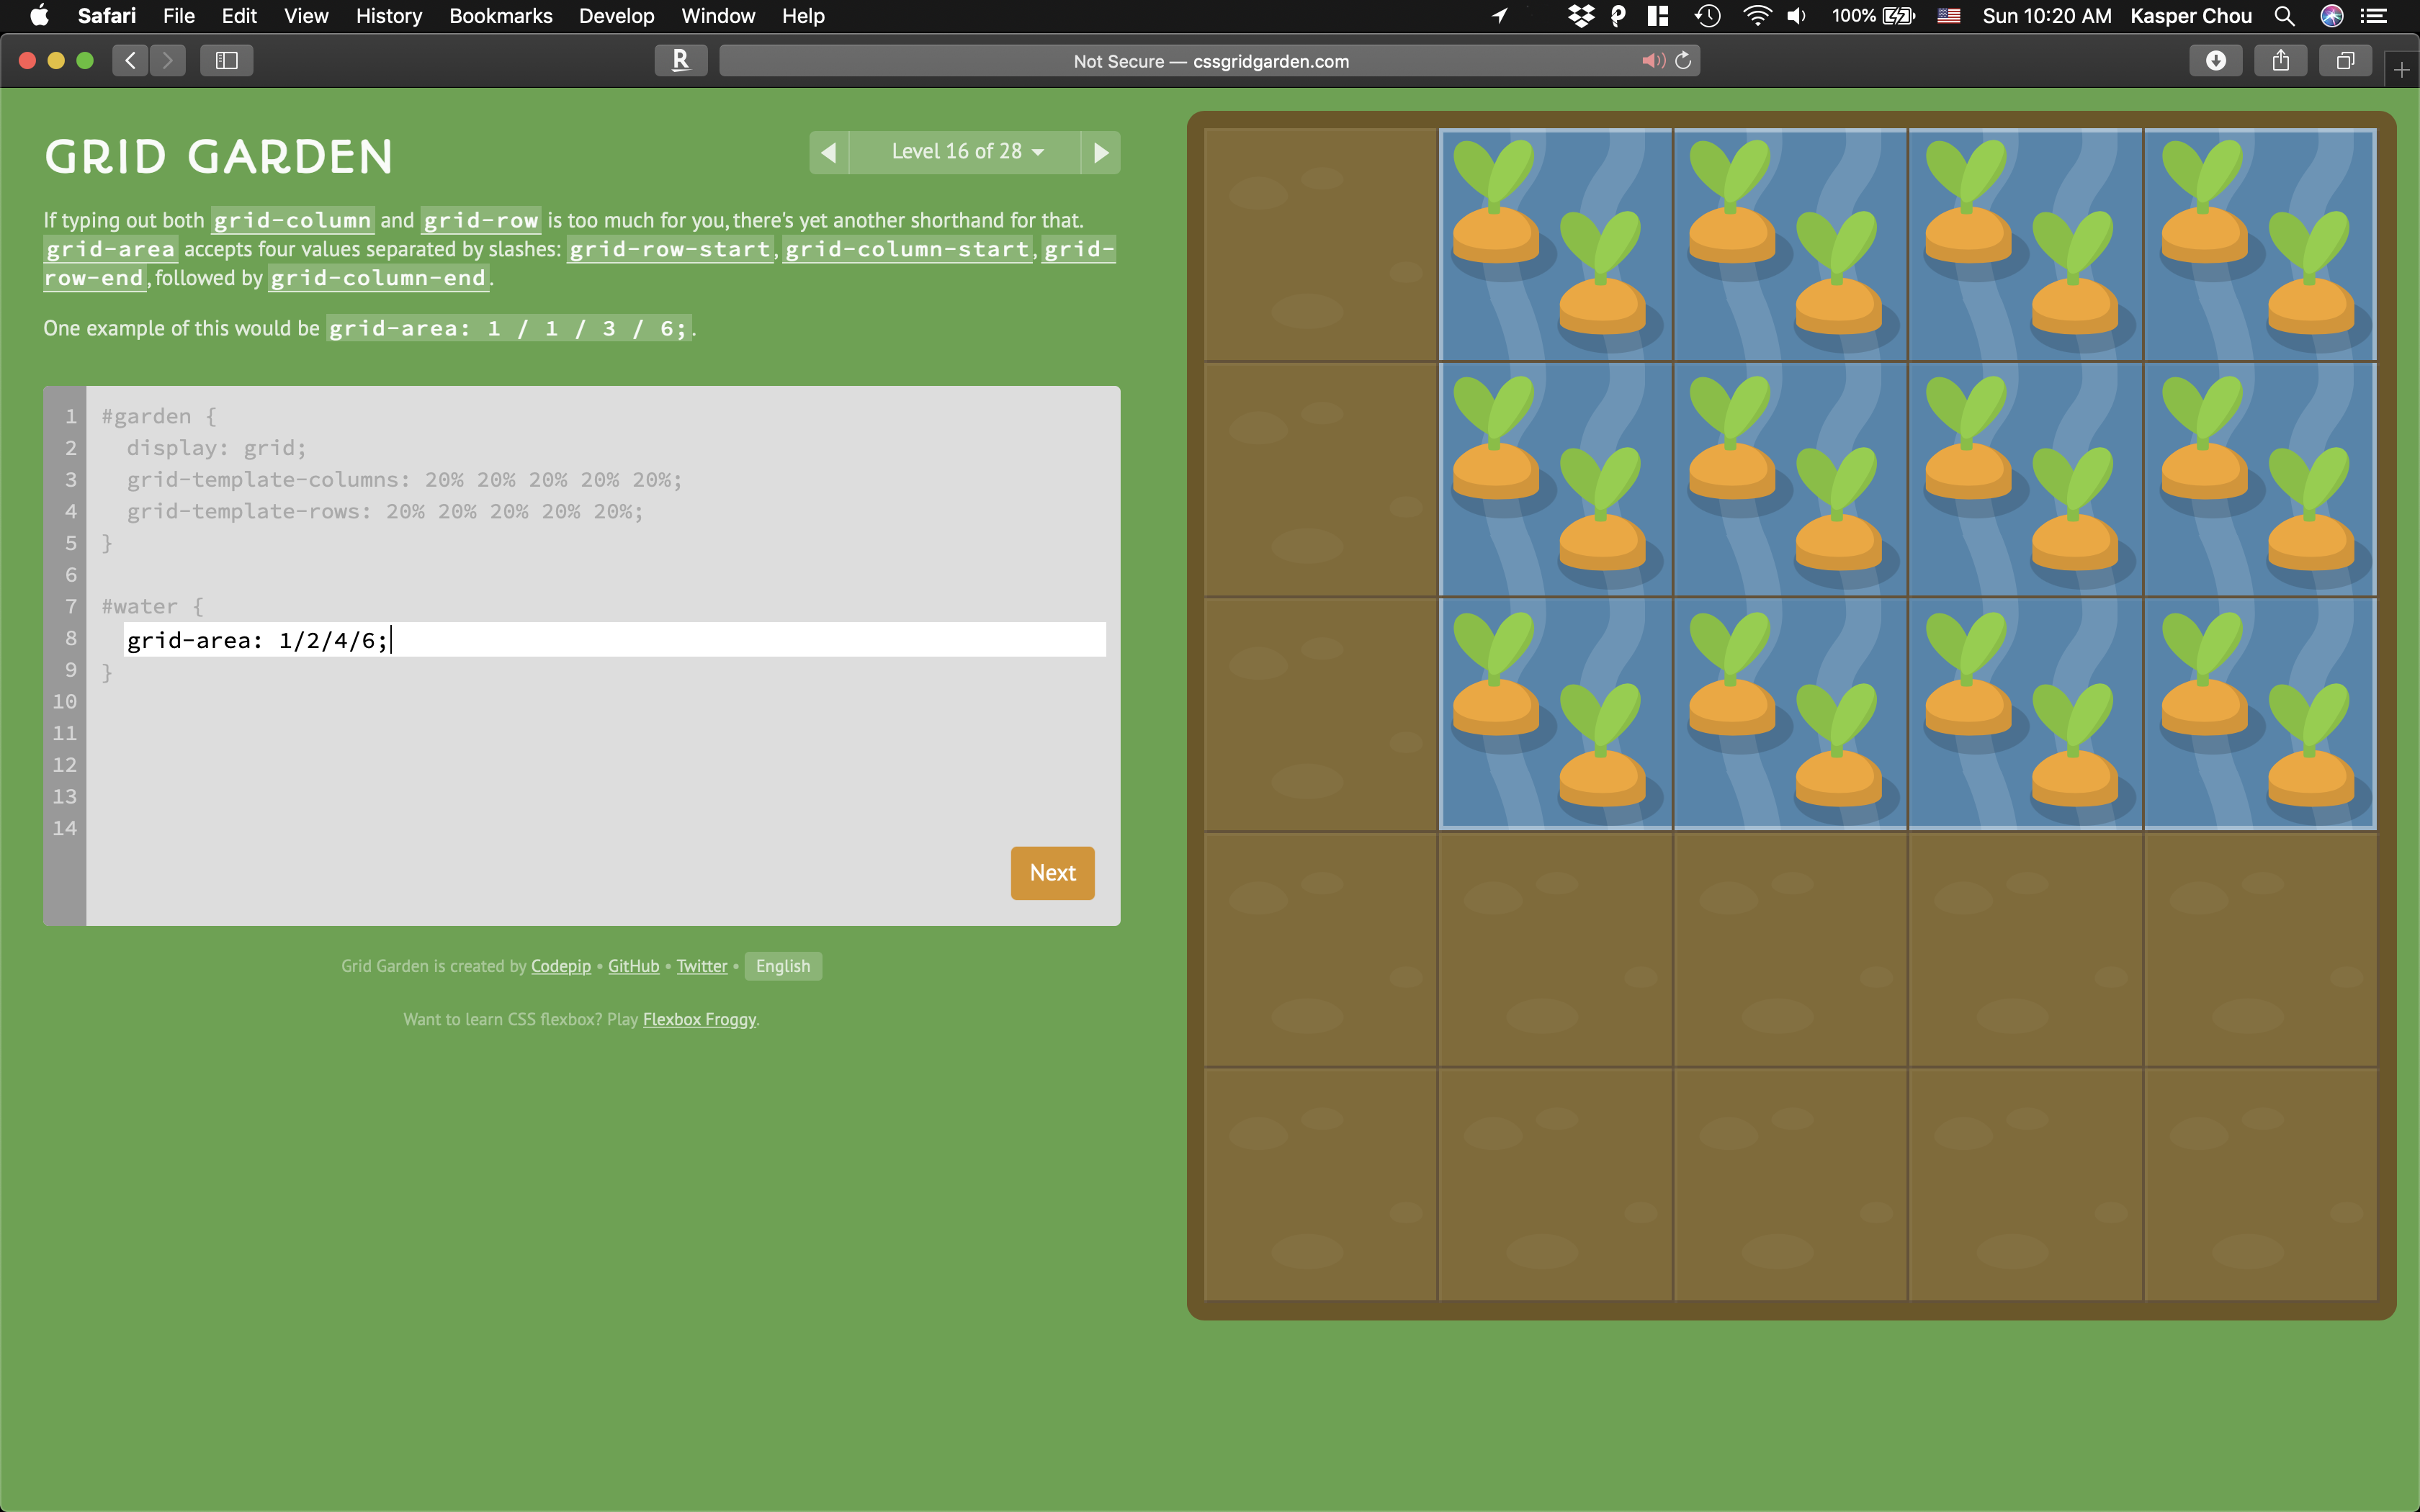 Safari File Edit View History Bookmarks Develop Window Help 100% Sun 10:20 AM Kasper Chou
R Not Secure — cssgridgarden.com
GRID GARDEN
Level 16 of 28
If typing out both grid-column and grid-row is too much for you, there's yet another shorthand for that.
grid-area accepts four values separated by slashes: grid-row-start, grid-column-start, grid-
row-end, followed by grid-column-end.
One example of this would be grid-area: 1 / 1 / 3 / 6;.
1 #garden {
2 display: grid;
3 grid-template-columns: 20% 20% 20% 20% 20%;
4 grid-template-rows: 20% 20% 20% 20% 20%;
5 }
6
7 #water {
8 grid-area: 1/2/4/6;
9 }
10
11
12
13
14
Next
Grid Garden is created by Codepip • GitHub • Twitter • English
Want to learn CSS flexbox? Play Flexbox Froggy.